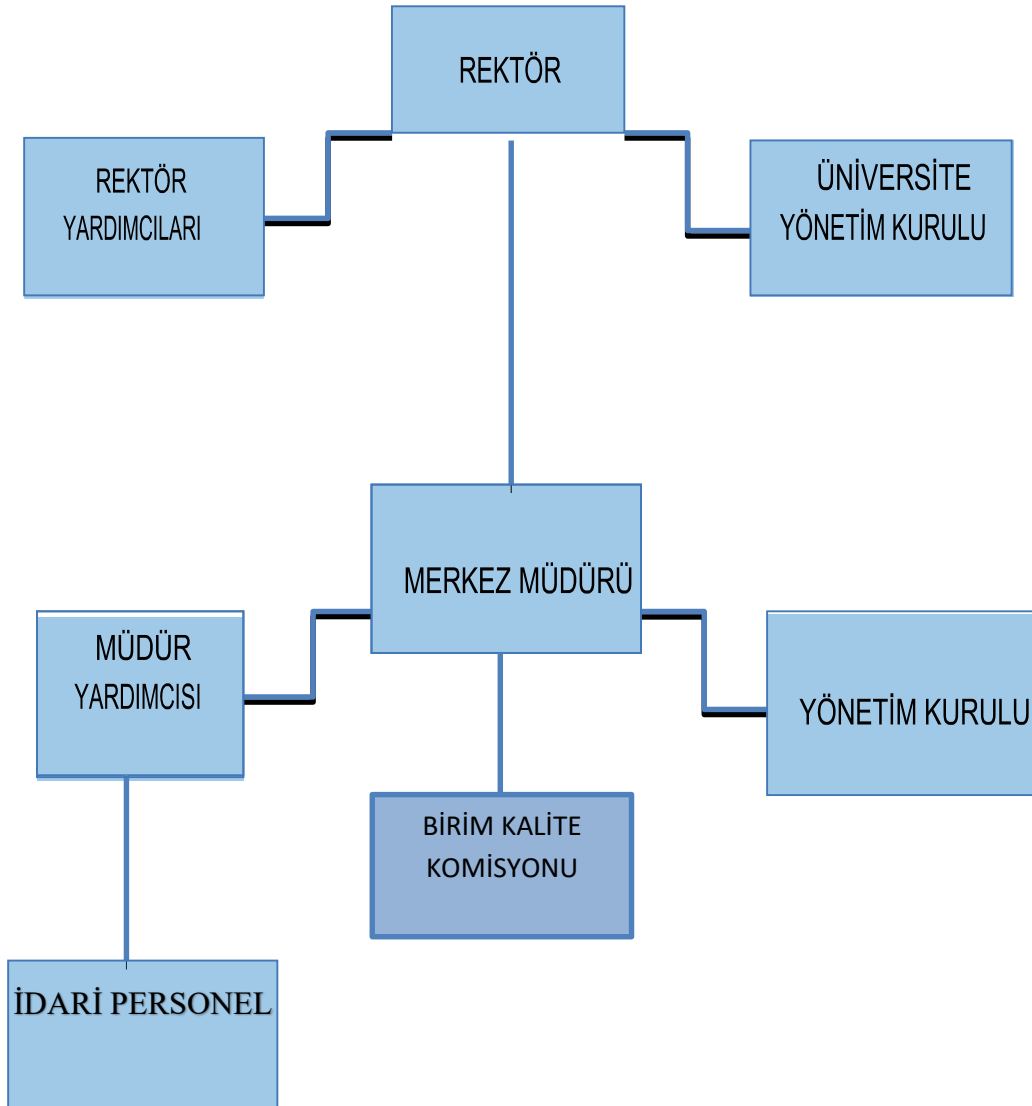 REKTÖR
REKTÖR
YARDIMCILARI
ÜNİVERSİTE
YÖNETİM KURULU
MERKEZ MÜDÜRÜ
MÜDÜR
YARDIMCISI
YÖNETİM KURULU
BİRİM KALİTE
KOMİSYONU
İDARİ PERSONEL